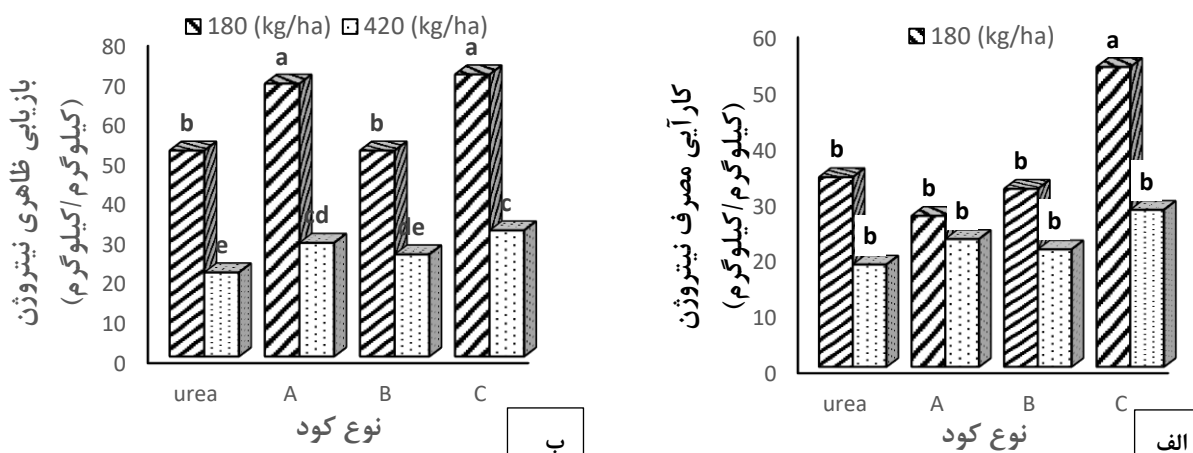 180 (kg/ha) 420 (kg/ha)
بازیابی ظاهری نیتروژن
(کیلوگرم/کیلوگرم)
80
70
60
50
40
30
20
10
0
b
e
a
cd
b
de
a
c
urea A B C
نوع کود
ب
180 (kg/ha)
کارآیی مصرف نیتروژن
(کیلوگرم/کیلوگرم)
60
50
40
30
20
10
0
b
b
b
b
b
b
a
b
urea A B C
نوع کود
الف